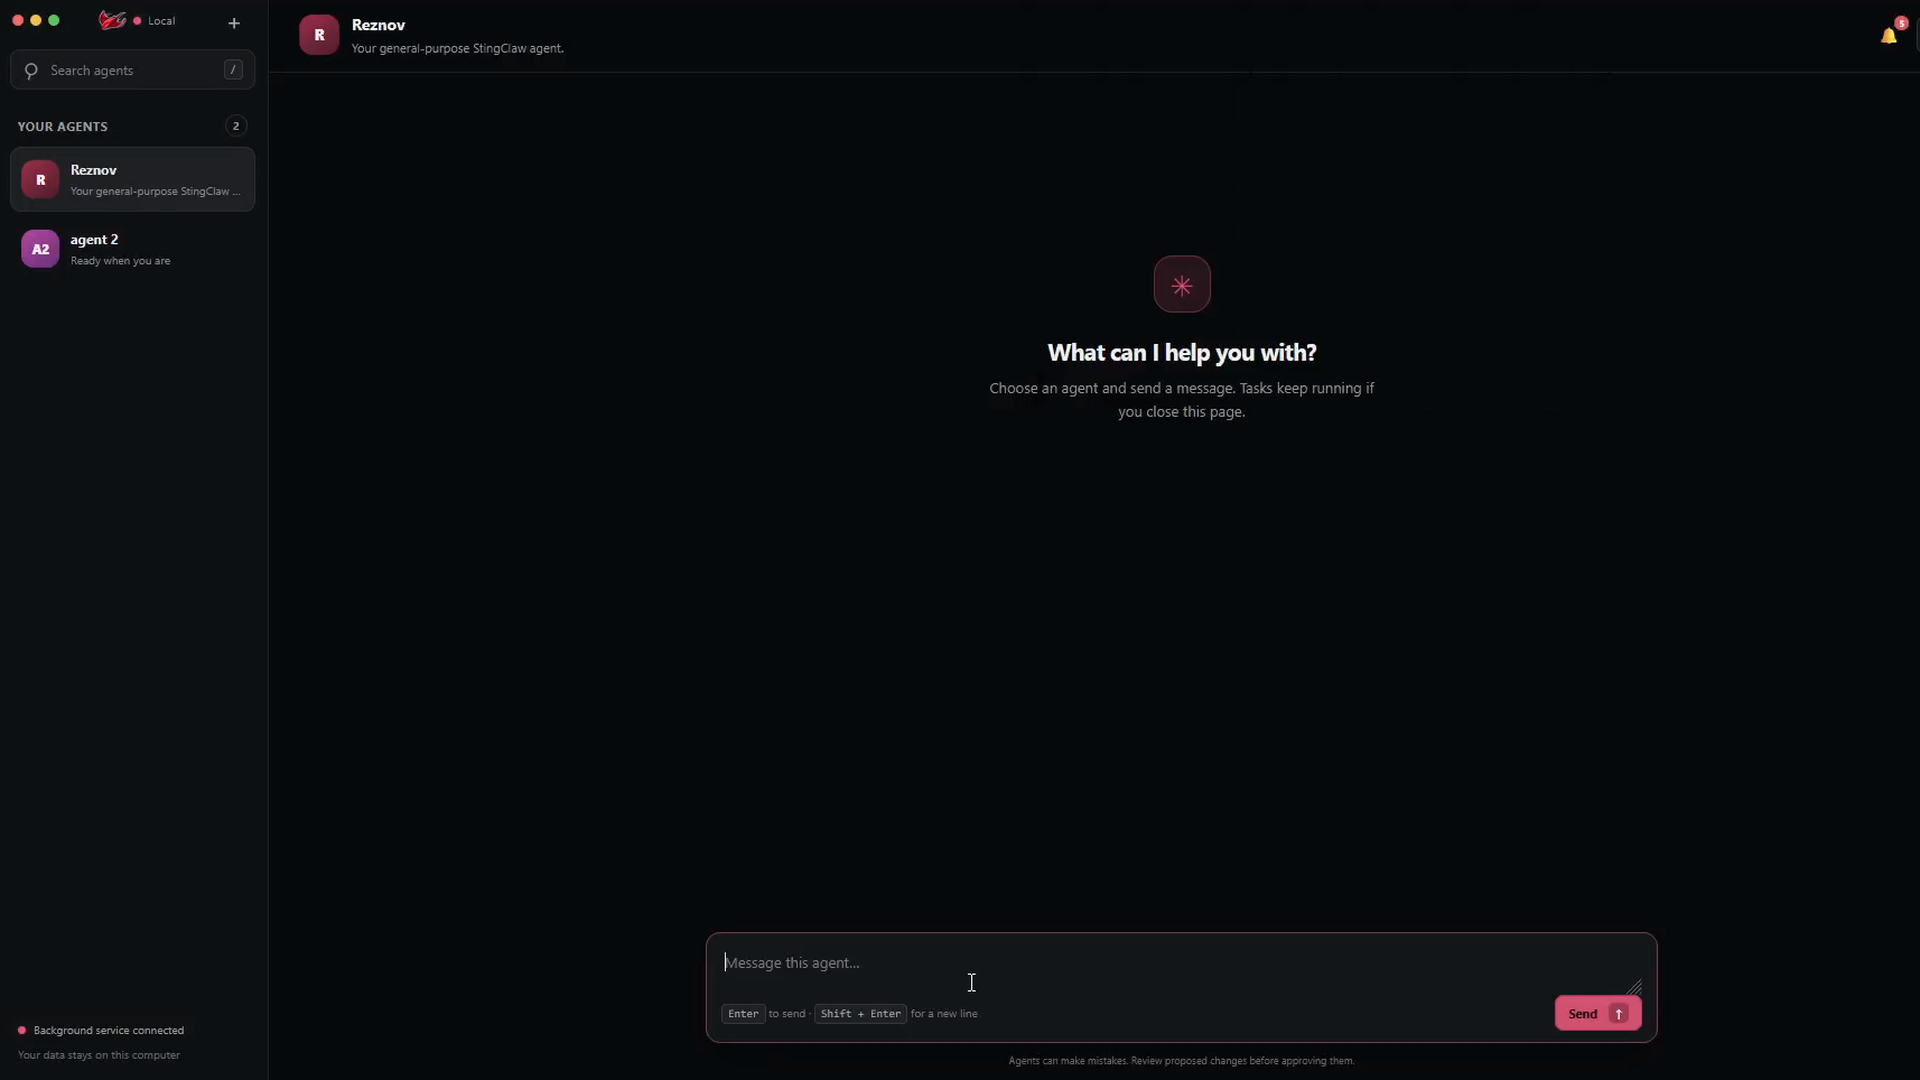 Local
+
Search agents
/
YOUR AGENTS
2
R
Reznov
Your general-purpose StingClaw ...
A2
agent 2
Ready when you are
Background service connected
Your data stays on this computer
R
Reznov
Your general-purpose StingClaw agent.
5
What can I help you with?
Choose an agent and send a message. Tasks keep running if
you close this page.
Message this agent...
Enter to send · Shift + Enter for a new line
Send ↑
Agents can make mistakes. Review proposed changes before approving them.